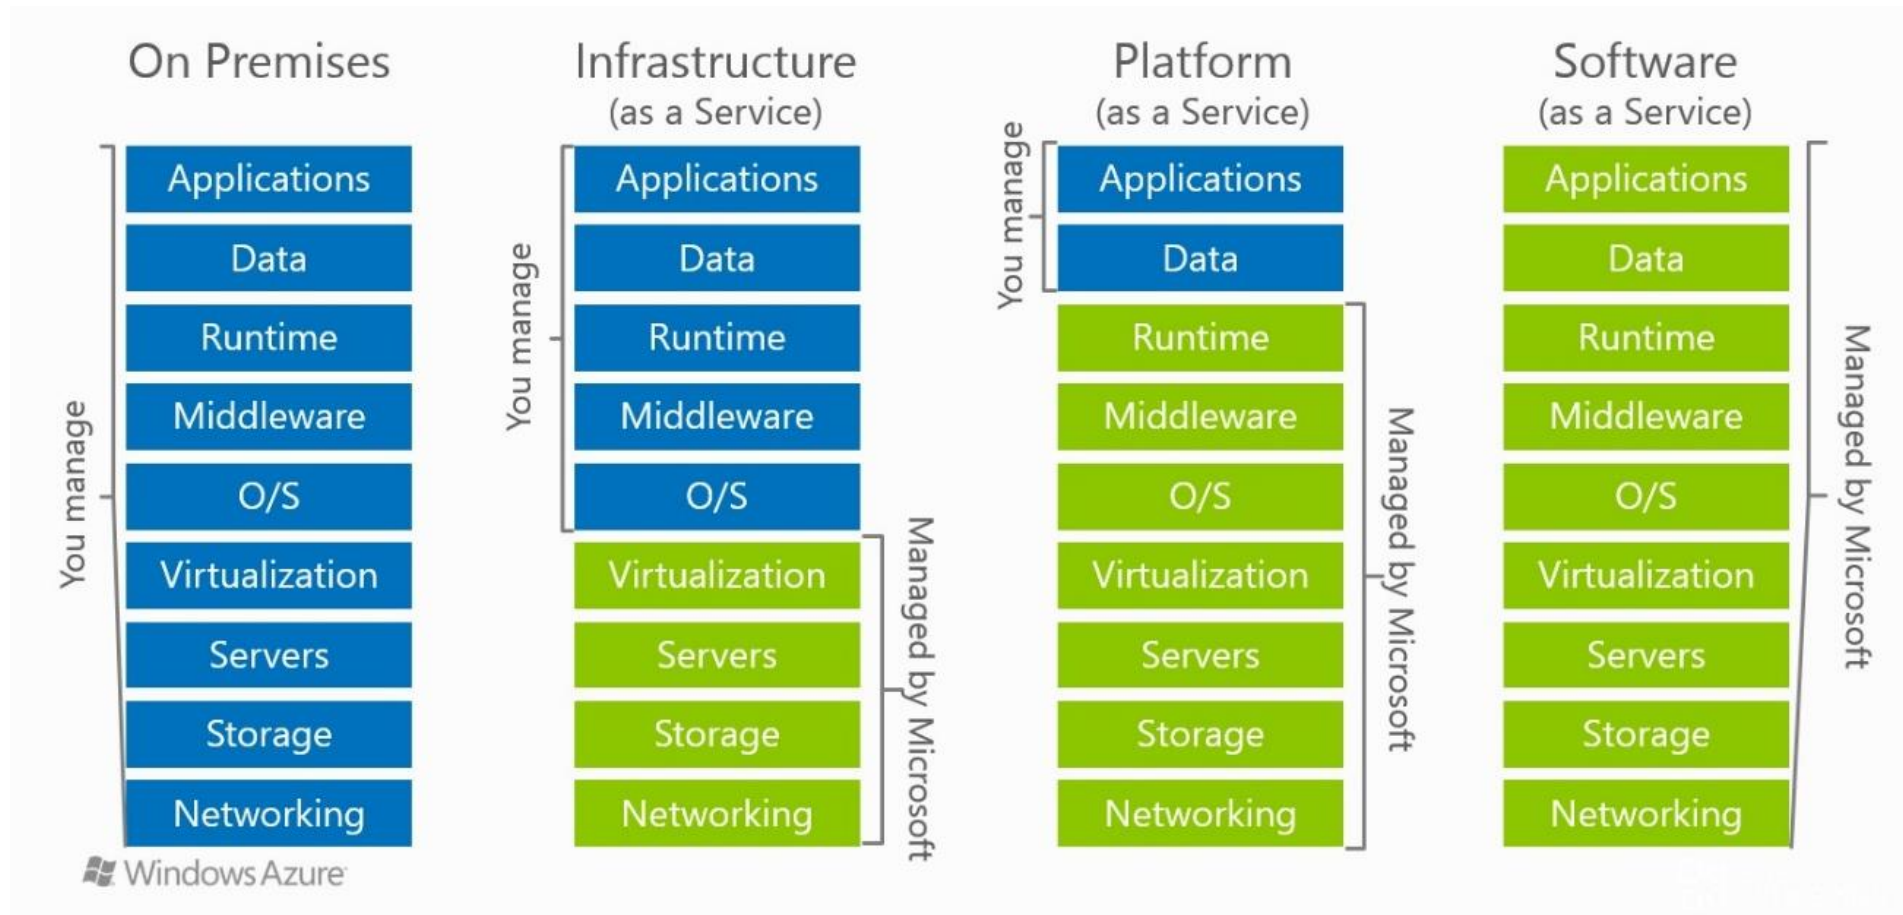 On Premises
Applications
Data
Runtime
Middleware
O/S
Virtualization
Servers
Storage
Networking
You manage
Infrastructure
(as a Service)
Applications
Data
Runtime
Middleware
O/S
Virtualization
Servers
Storage
Networking
You manage
Managed by Microsoft
Platform
(as a Service)
Applications
Data
Runtime
Middleware
O/S
Virtualization
Servers
Storage
Networking
You manage
Managed by Microsoft
Software
(as a Service)
Applications
Data
Runtime
Middleware
O/S
Virtualization
Servers
Storage
Networking
Managed by Microsoft
Windows Azure